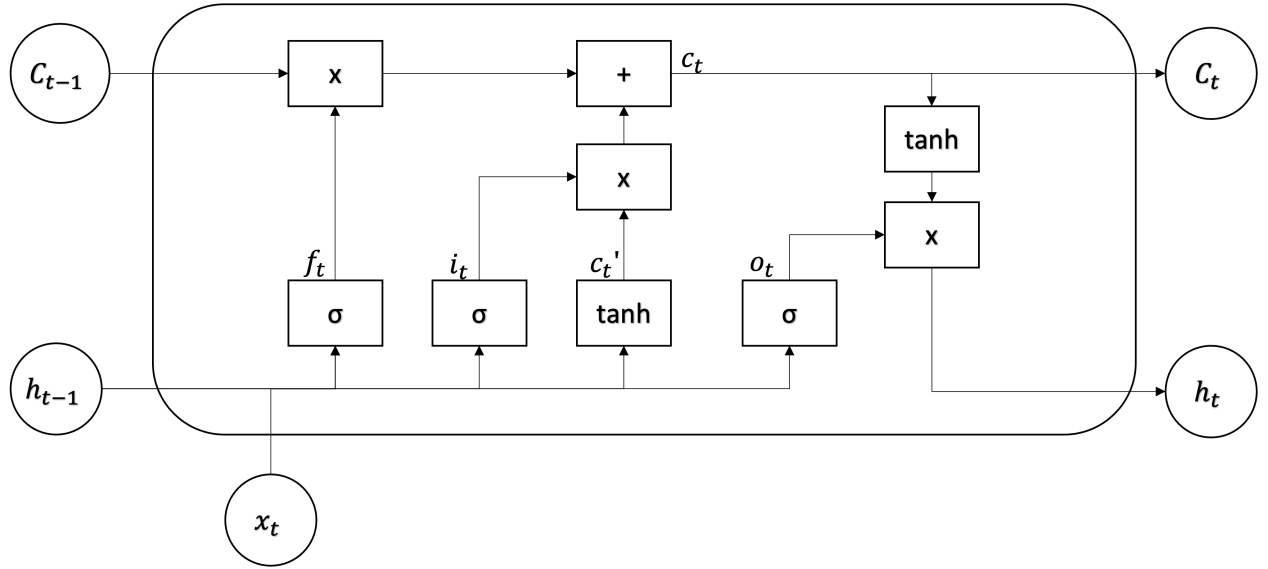 C_{t-1}
x
+
c_t
C_t
tanh
x
x
f_t
i_t
c_t'
o_t
σ
σ
tanh
σ
h_{t-1}
h_t
x_t